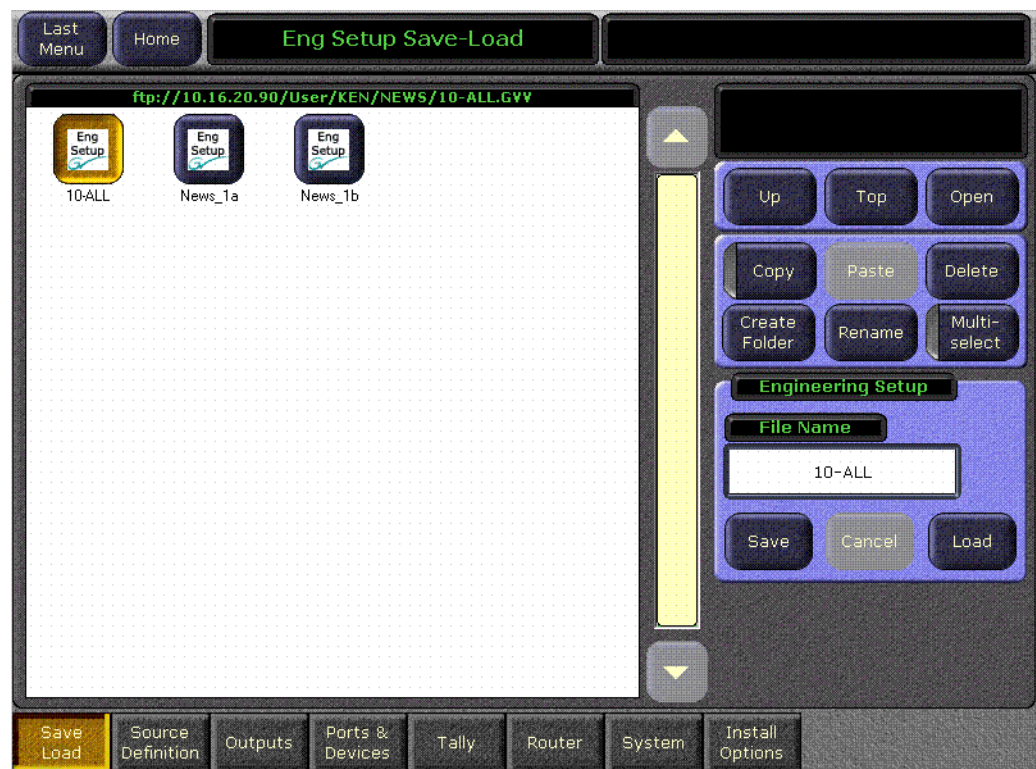 Last
Menu
Home
Eng Setup Save-Load
ftp://10.16.20.90/User/KEN/NEWS/10-ALL.GVV
Eng
Setup
10-ALL
Eng
Setup
News_1a
Eng
Setup
News_1b
Up
Top
Open
Copy
Paste
Delete
Create
Folder
Rename
Multi-
select
Engineering Setup
File Name
10-ALL
Save
Cancel
Load
Save
Load
Source
Definition
Outputs
Ports &
Devices
Tally
Router
System
Install
Options